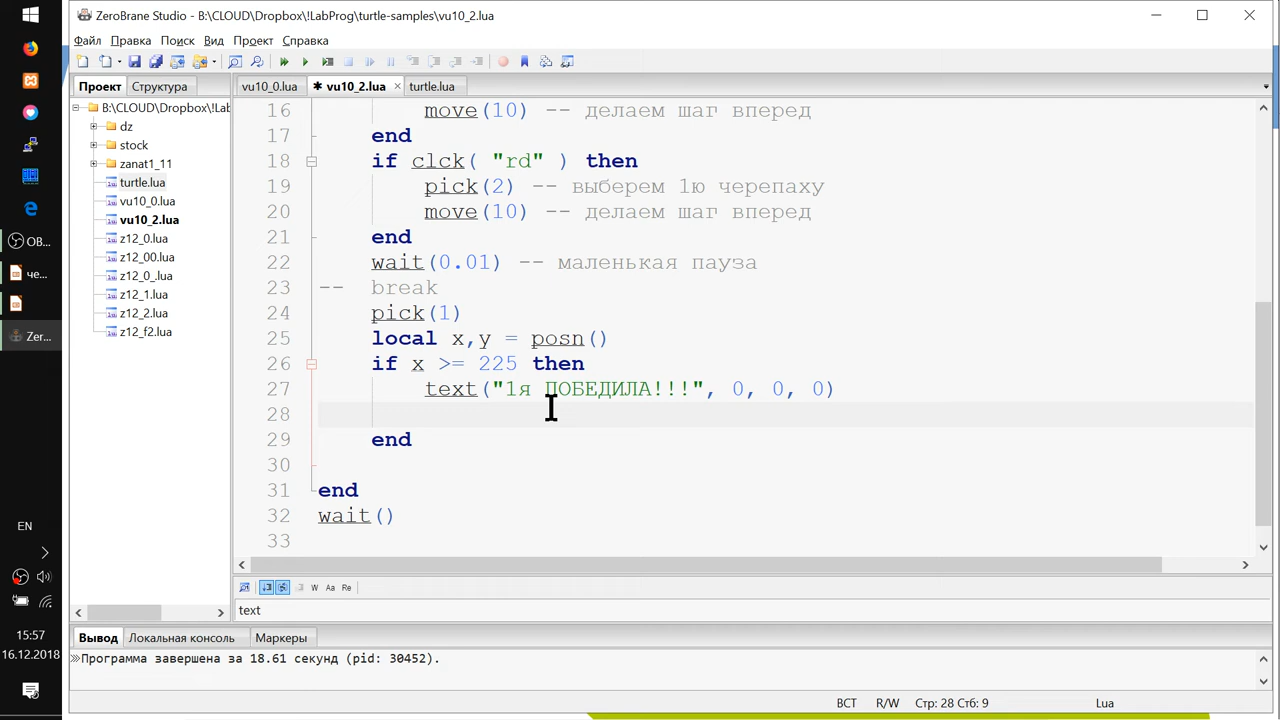 ZeroBrane Studio - B:\CLOUD\Dropbox\!LabProg\turtle-samples\vu10_2.lua
Файл Правка Поиск Вид Проект Справка
Проект Структура
vu10_0.lua ✱ vu10_2.lua turtle.lua
B:\CLOUD\Dropbox\!Lab
dz
stock
zanat1_11
turtle.lua
vu10_0.lua
vu10_2.lua
z12_0.lua
z12_00.lua
z12_0_.lua
z12_1.lua
z12_2.lua
z12_f2.lua
16 move(10) -- делаем шаг вперед
17 end
18 if clck( "rd" ) then
19 pick(2) -- выберем 1ю черепаху
20 move(10) -- делаем шаг вперед
21 end
22 wait(0.01) -- маленькая пауза
23 -- break
24 pick(1)
25 local x,y = posn()
26 if x >= 225 then
27 text("1я ПОБЕДИЛА!!!", 0, 0, 0)
28
29 end
30
31 end
32 wait()
33
W Aa Re
text
Вывод Локальная консоль Маркеры
Программа завершена за 18.61 секунд (pid: 30452).
ВСТ R/W Стр: 28 Стб: 9 Lua
OB...
че...
Zer...
EN
15:57
16.12.2018